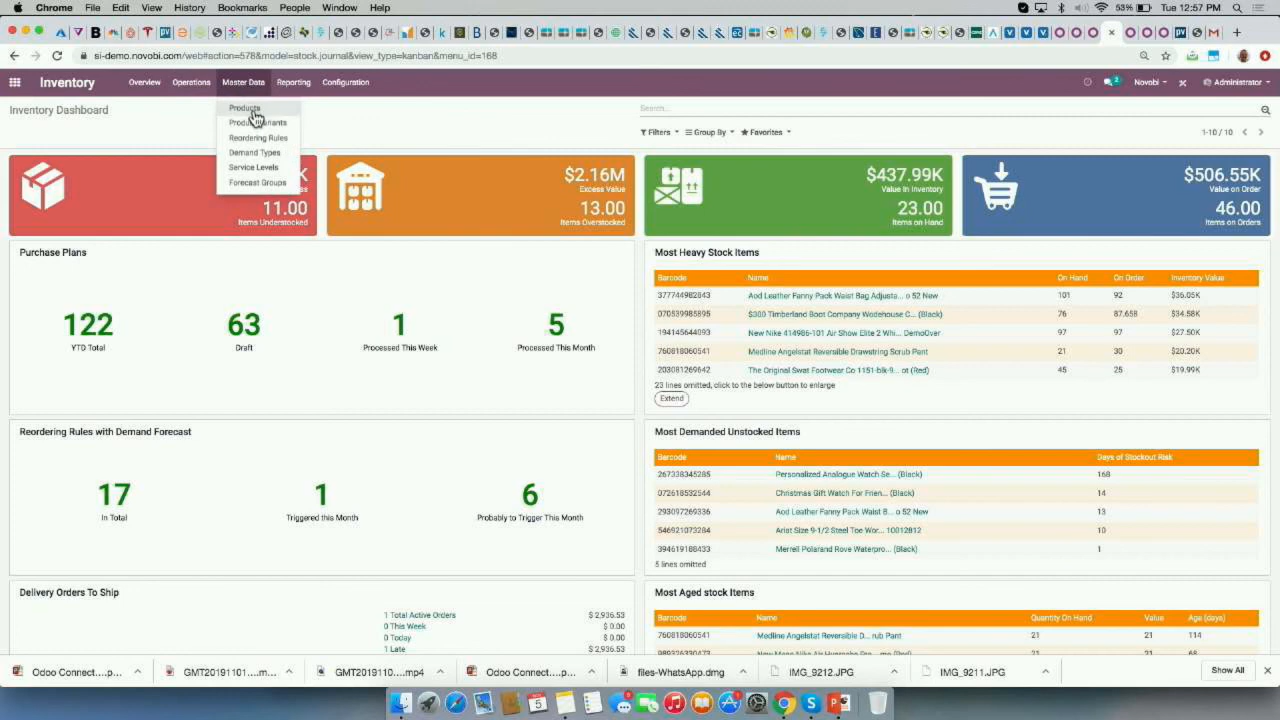 Chrome File Edit View History Bookmarks People Window Help
53% Tue 12:57 PM
si-demo.novobi.com/web#action=578&model=stock.journal&view_type=kanban&menu_id=168
Inventory Overview Operations Master Data Reporting Configuration
2 Novobi Administrator
Inventory Dashboard
Search...
Filters Group By Favorites
1-10 / 10
Products
Reordering Rules
Demand Types
Service Levels
Forecast Groups
11.00
Items Understocked
$2.16M
Excess Value
13.00
Items Overstocked
$437.99K
Value In Inventory
23.00
Items on Hand
$506.55K
Value on Order
46.00
Items on Orders
Purchase Plans
122 63 1 5
YTD Total Draft Processed This Week Processed This Month
Most Heavy Stock Items
Barcode Name On Hand On Order Inventory Value
377744982843 Aod Leather Fanny Pack Waist Bag Adjusta... o 52 New 101 92 $36.05K
070539985895 $300 Timberland Boot Company Wodehouse C... (Black) 76 87.658 $34.58K
194145644093 New Nike 414986-101 Air Show Elite 2 Whi... DemoOver 97 97 $27.50K
760818060541 Medline Angelstat Reversible Drawstring Scrub Pant 21 30 $20.20K
203081269642 The Original Swat Footwear Co 1151-blk-9... ot (Red) 45 25 $19.99K
23 lines omitted, click to the below button to enlarge
Extend
Reordering Rules with Demand Forecast
17 1 6
In Total Triggered this Month Probably to Trigger This Month
Most Demanded Unstocked Items
Barcode Name Days of Stockout Risk
267338345285 Personalized Analogue Watch Se... (Black) 168
072618532544 Christmas Gift Watch For Frien... (Black) 14
293097269336 Aod Leather Fanny Pack Waist B... o 52 New 13
546921073284 Ariat Size 9-1/2 Steel Toe Wor... 10012812 10
394619188433 Merrell Polarand Rove Waterpro... (Black) 1
5 lines omitted
Delivery Orders To Ship
1 Total Active Orders $ 2,936.53
0 This Week $ 0.00
0 Today $ 0.00
1 Late $ 2,936.53
Most Aged stock Items
Barcode Name Quantity On Hand Value Age (days)
760818060541 Medline Angelstat Reversible D... rub Pant 21 21 114
Odoo Connect....p... GMT20191101....m... GMT2019110....mp4 Odoo Connect....p... files-WhatsApp.dmg IMG_9212.JPG IMG_9211.JPG Show All